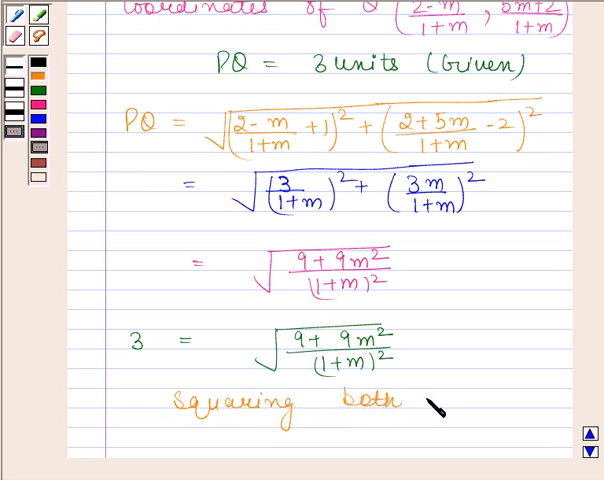 Coordinates of Q (2-m/1+m, 5m+2/1+m)
PQ = 3 units (Given)
PQ = √((2-m/1+m + 1)² + (2+5m/1+m - 2)²)
= √((3/1+m)² + (3m/1+m)²)
= √(9 + 9m²/(1+m)²)
3 = √(9 + 9m²/(1+m)²)
Squaring both